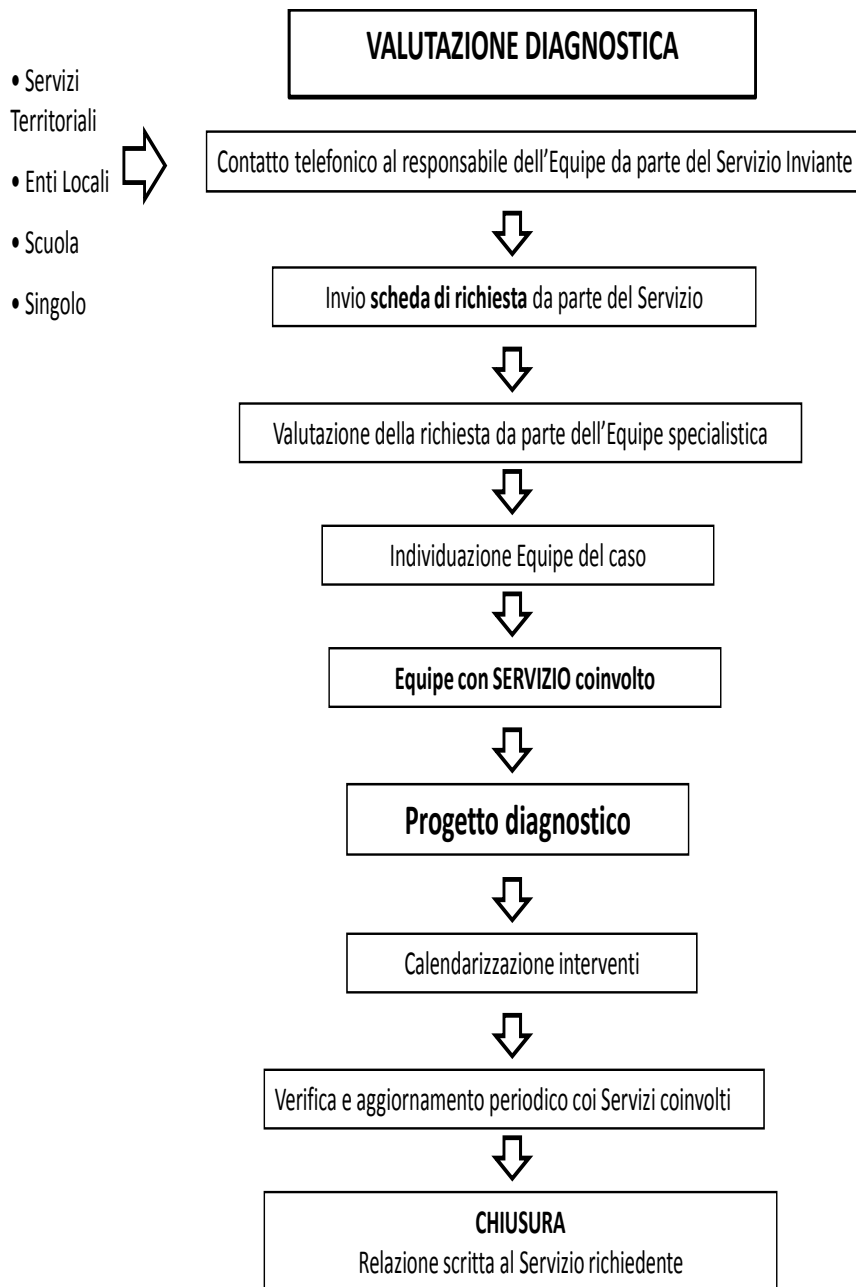 VALUTAZIONE DIAGNOSTICA
• Servizi
Territoriali
• Enti Locali
• Scuola
• Singolo
Contatto telefonico al responsabile dell'Equipe da parte del Servizio Inviante
Invio scheda di richiesta da parte del Servizio
Valutazione della richiesta da parte dell'Equipe specialistica
Individuazione Equipe del caso
Equipe con SERVIZIO coinvolto
Progetto diagnostico
Calendarizzazione interventi
Verifica e aggiornamento periodico coi Servizi coinvolti
CHIUSURA
Relazione scritta al Servizio richiedente